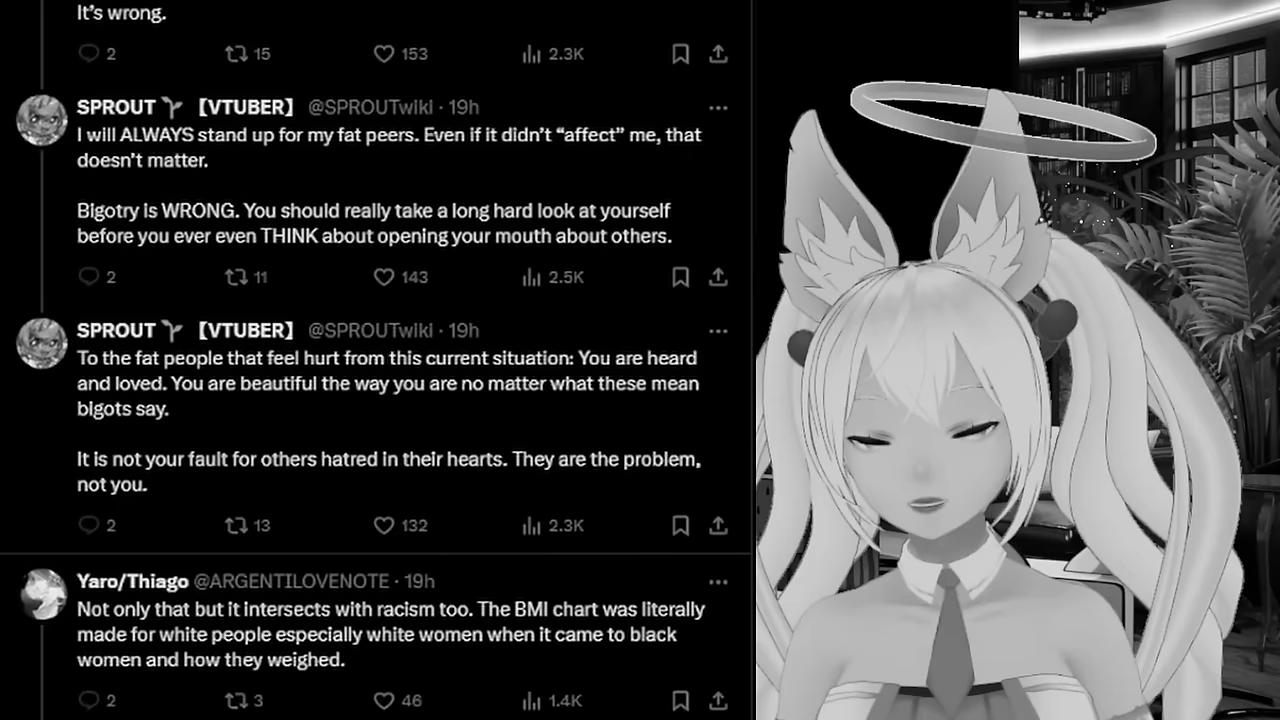 It's wrong.
2 15 153 2.3K
SPROUT 【VTUBER】 @SPROUTwiki · 19h
I will ALWAYS stand up for my fat peers. Even if it didn't “affect” me, that
doesn't matter.
Bigotry is WRONG. You should really take a long hard look at yourself
before you ever even THINK about opening your mouth about others.
2 11 143 2.5K
SPROUT 【VTUBER】 @SPROUTwiki · 19h
To the fat people that feel hurt from this current situation: You are heard
and loved. You are beautiful the way you are no matter what these mean
bigots say.
It is not your fault for others hatred in their hearts. They are the problem,
not you.
2 13 132 2.3K
Yaro/Thiago @ARGENTILOVENOTE · 19h
Not only that but it intersects with racism too. The BMI chart was literally
made for white people especially white women when it came to black
women and how they weighed.
2 3 46 1.4K